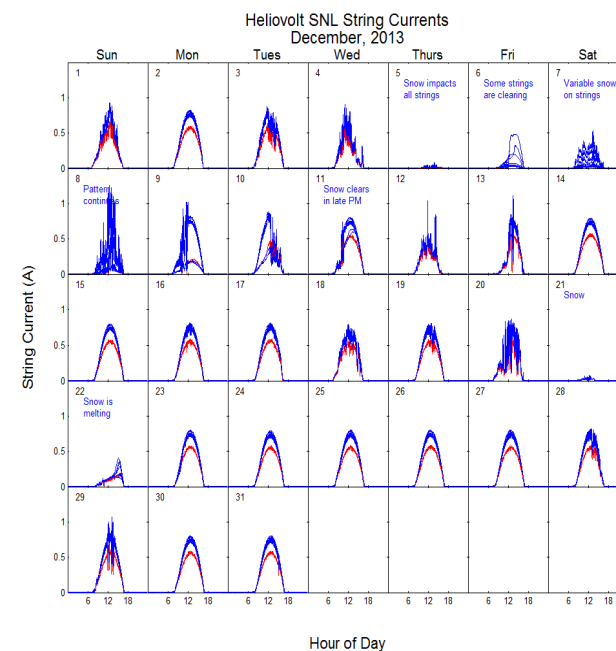 Heliovolt SNL String Currents
December, 2013
Sun Mon Tues Wed Thurs Fri Sat
1 2 3 4 5 6 7
Snow impacts
all strings
Some strings
are clearing
Variable snow
on strings
1
0.5
0
8 9 10 11 12 13 14
Pattern
continues
Snow clears
in late PM
1
0.5
0
15 16 17 18 19 20 21
Snow
1
0.5
0
22 23 24 25 26 27 28
Snow is
melting
1
0.5
0
29 30 31
1
0.5
0
6 12 18 6 12 18 6 12 18 6 12 18 6 12 18 6 12 18 6 12 18
String Current (A)
Hour of Day